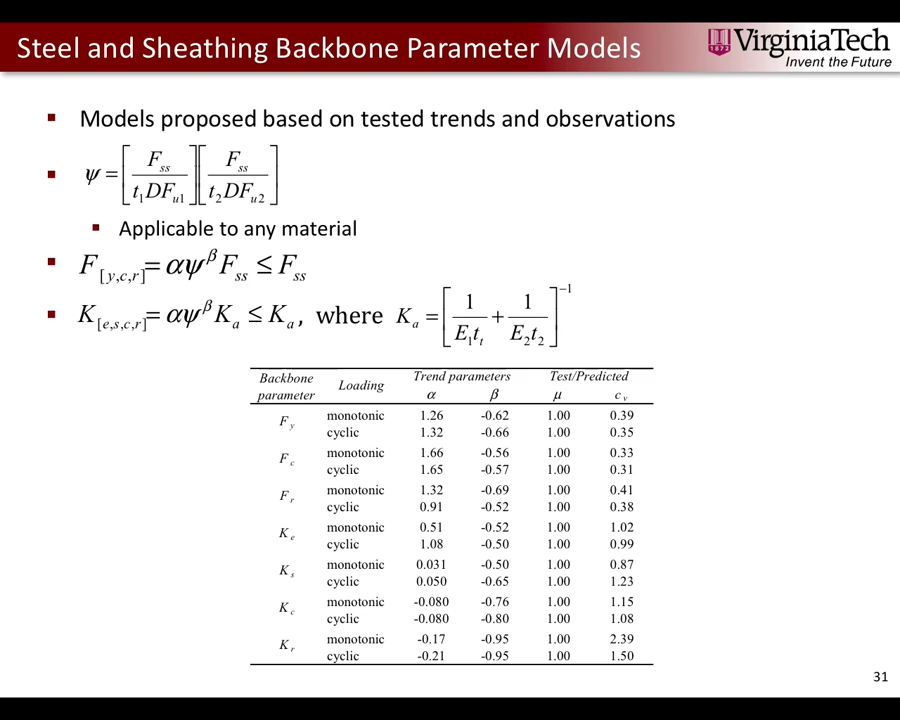 Steel and Sheathing Backbone Parameter Models
1872
VirginiaTech
Invent the Future
Models proposed based on tested trends and observations
ψ = [F_ss / t_1DF_u1][F_ss / t_2DF_u2]
Applicable to any material
F_[y,c,r] = αψ^β F_ss ≤ F_ss
K_[e,s,c,r] = αψ^β K_a ≤ K_a, where K_a = [1 / E_1t_t + 1 / E_2t_2]^−1
Backbone parameter Loading Trend parameters Test/Predicted
α β μ c_v
F_y monotonic 1.26 -0.62 1.00 0.39
cyclic 1.32 -0.66 1.00 0.35
F_c monotonic 1.66 -0.56 1.00 0.33
cyclic 1.65 -0.57 1.00 0.31
F_r monotonic 1.32 -0.69 1.00 0.41
cyclic 0.91 -0.52 1.00 0.38
K_e monotonic 0.51 -0.52 1.00 1.02
cyclic 1.08 -0.50 1.00 0.99
K_s monotonic 0.031 -0.50 1.00 0.87
cyclic 0.050 -0.65 1.00 1.23
K_c monotonic -0.080 -0.76 1.00 1.15
cyclic -0.080 -0.80 1.00 1.08
K_r monotonic -0.17 -0.95 1.00 2.39
cyclic -0.21 -0.95 1.00 1.50
31